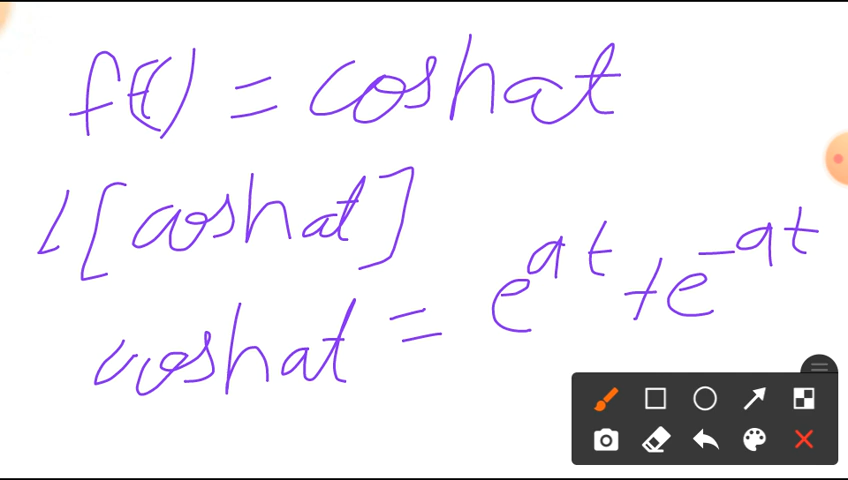 f(t) = coshat
L[coshat]
coshat = e^{at} + e^{-at}